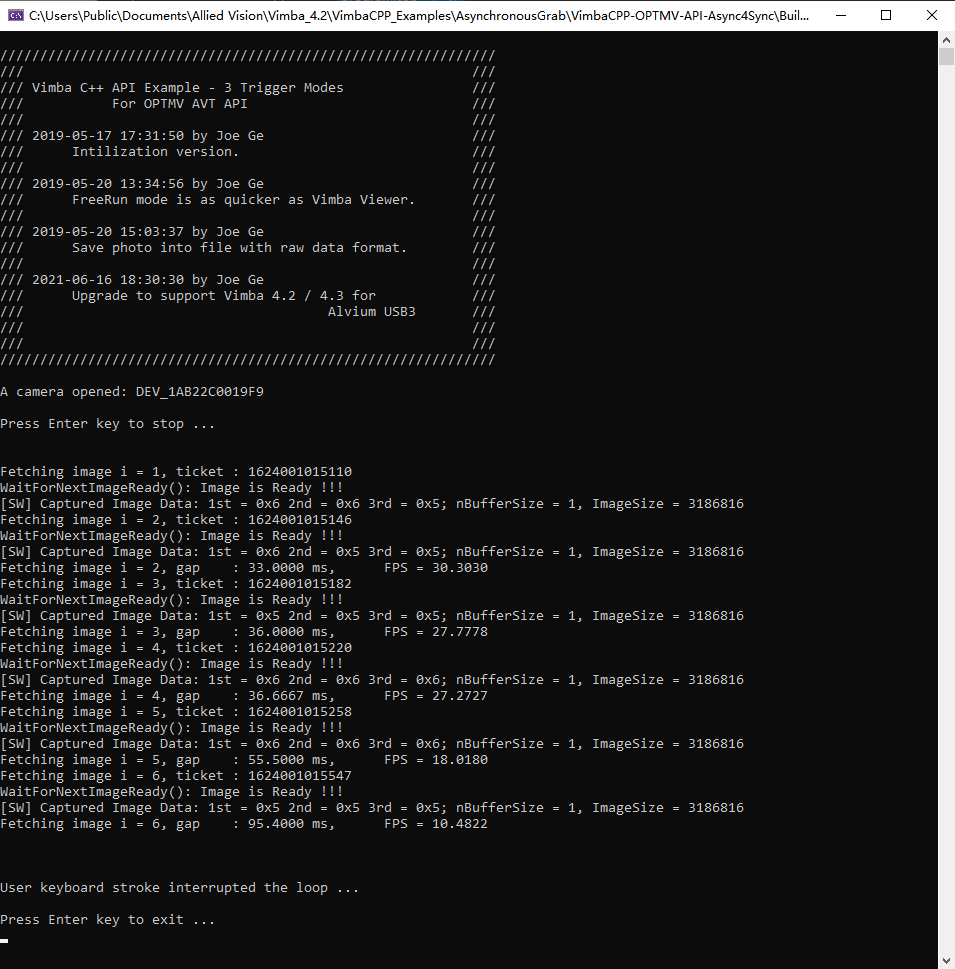 C:\Users\Public\Documents\Allied Vision\Vimba_4.2\VimbaCPP_Examples\AsynchronousGrab\VimbaCPP-OPTMV-API-Async4Sync\Buil...
//////////////////////////////////////////////////////////////
/// ///
/// Vimba C++ API Example - 3 Trigger Modes ///
/// For OPTMV AVT API ///
/// ///
/// 2019-05-17 17:31:50 by Joe Ge ///
/// Intilization version. ///
/// ///
/// 2019-05-20 13:34:56 by Joe Ge ///
/// FreeRun mode is as quicker as Vimba Viewer. ///
/// ///
/// 2019-05-20 15:03:37 by Joe Ge ///
/// Save photo into file with raw data format. ///
/// ///
/// 2021-06-16 18:30:30 by Joe Ge ///
/// Upgrade to support Vimba 4.2 / 4.3 for ///
/// Alvium USB3 ///
/// ///
/// ///
//////////////////////////////////////////////////////////////
A camera opened: DEV_1AB22C0019F9
Press Enter key to stop ...
Fetching image i = 1, ticket : 1624001015110
WaitForNextImageReady(): Image is Ready !!!
[SW] Captured Image Data: 1st = 0x6 2nd = 0x6 3rd = 0x5; nBufferSize = 1, ImageSize = 3186816
Fetching image i = 2, ticket : 1624001015146
WaitForNextImageReady(): Image is Ready !!!
[SW] Captured Image Data: 1st = 0x6 2nd = 0x5 3rd = 0x5; nBufferSize = 1, ImageSize = 3186816
Fetching image i = 2, gap : 33.0000 ms, FPS = 30.3030
Fetching image i = 3, ticket : 1624001015182
WaitForNextImageReady(): Image is Ready !!!
[SW] Captured Image Data: 1st = 0x5 2nd = 0x5 3rd = 0x5; nBufferSize = 1, ImageSize = 3186816
Fetching image i = 3, gap : 36.0000 ms, FPS = 27.7778
Fetching image i = 4, ticket : 1624001015220
WaitForNextImageReady(): Image is Ready !!!
[SW] Captured Image Data: 1st = 0x6 2nd = 0x6 3rd = 0x6; nBufferSize = 1, ImageSize = 3186816
Fetching image i = 4, gap : 36.6667 ms, FPS = 27.2727
Fetching image i = 5, ticket : 1624001015258
WaitForNextImageReady(): Image is Ready !!!
[SW] Captured Image Data: 1st = 0x6 2nd = 0x6 3rd = 0x6; nBufferSize = 1, ImageSize = 3186816
Fetching image i = 5, gap : 55.5000 ms, FPS = 18.0180
Fetching image i = 6, ticket : 1624001015547
WaitForNextImageReady(): Image is Ready !!!
[SW] Captured Image Data: 1st = 0x5 2nd = 0x5 3rd = 0x5; nBufferSize = 1, ImageSize = 3186816
Fetching image i = 6, gap : 95.4000 ms, FPS = 10.4822
User keyboard stroke interrupted the loop ...
Press Enter key to exit ...